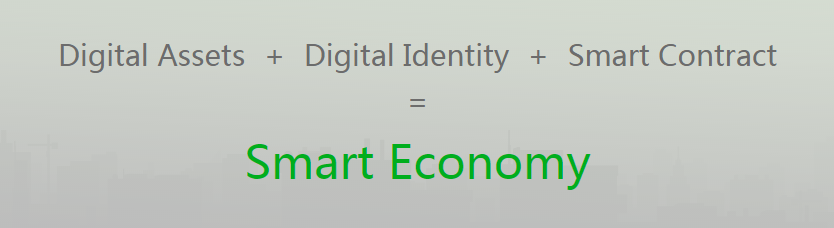 Digital Assets + Digital Identity + Smart Contract
=
Smart Economy